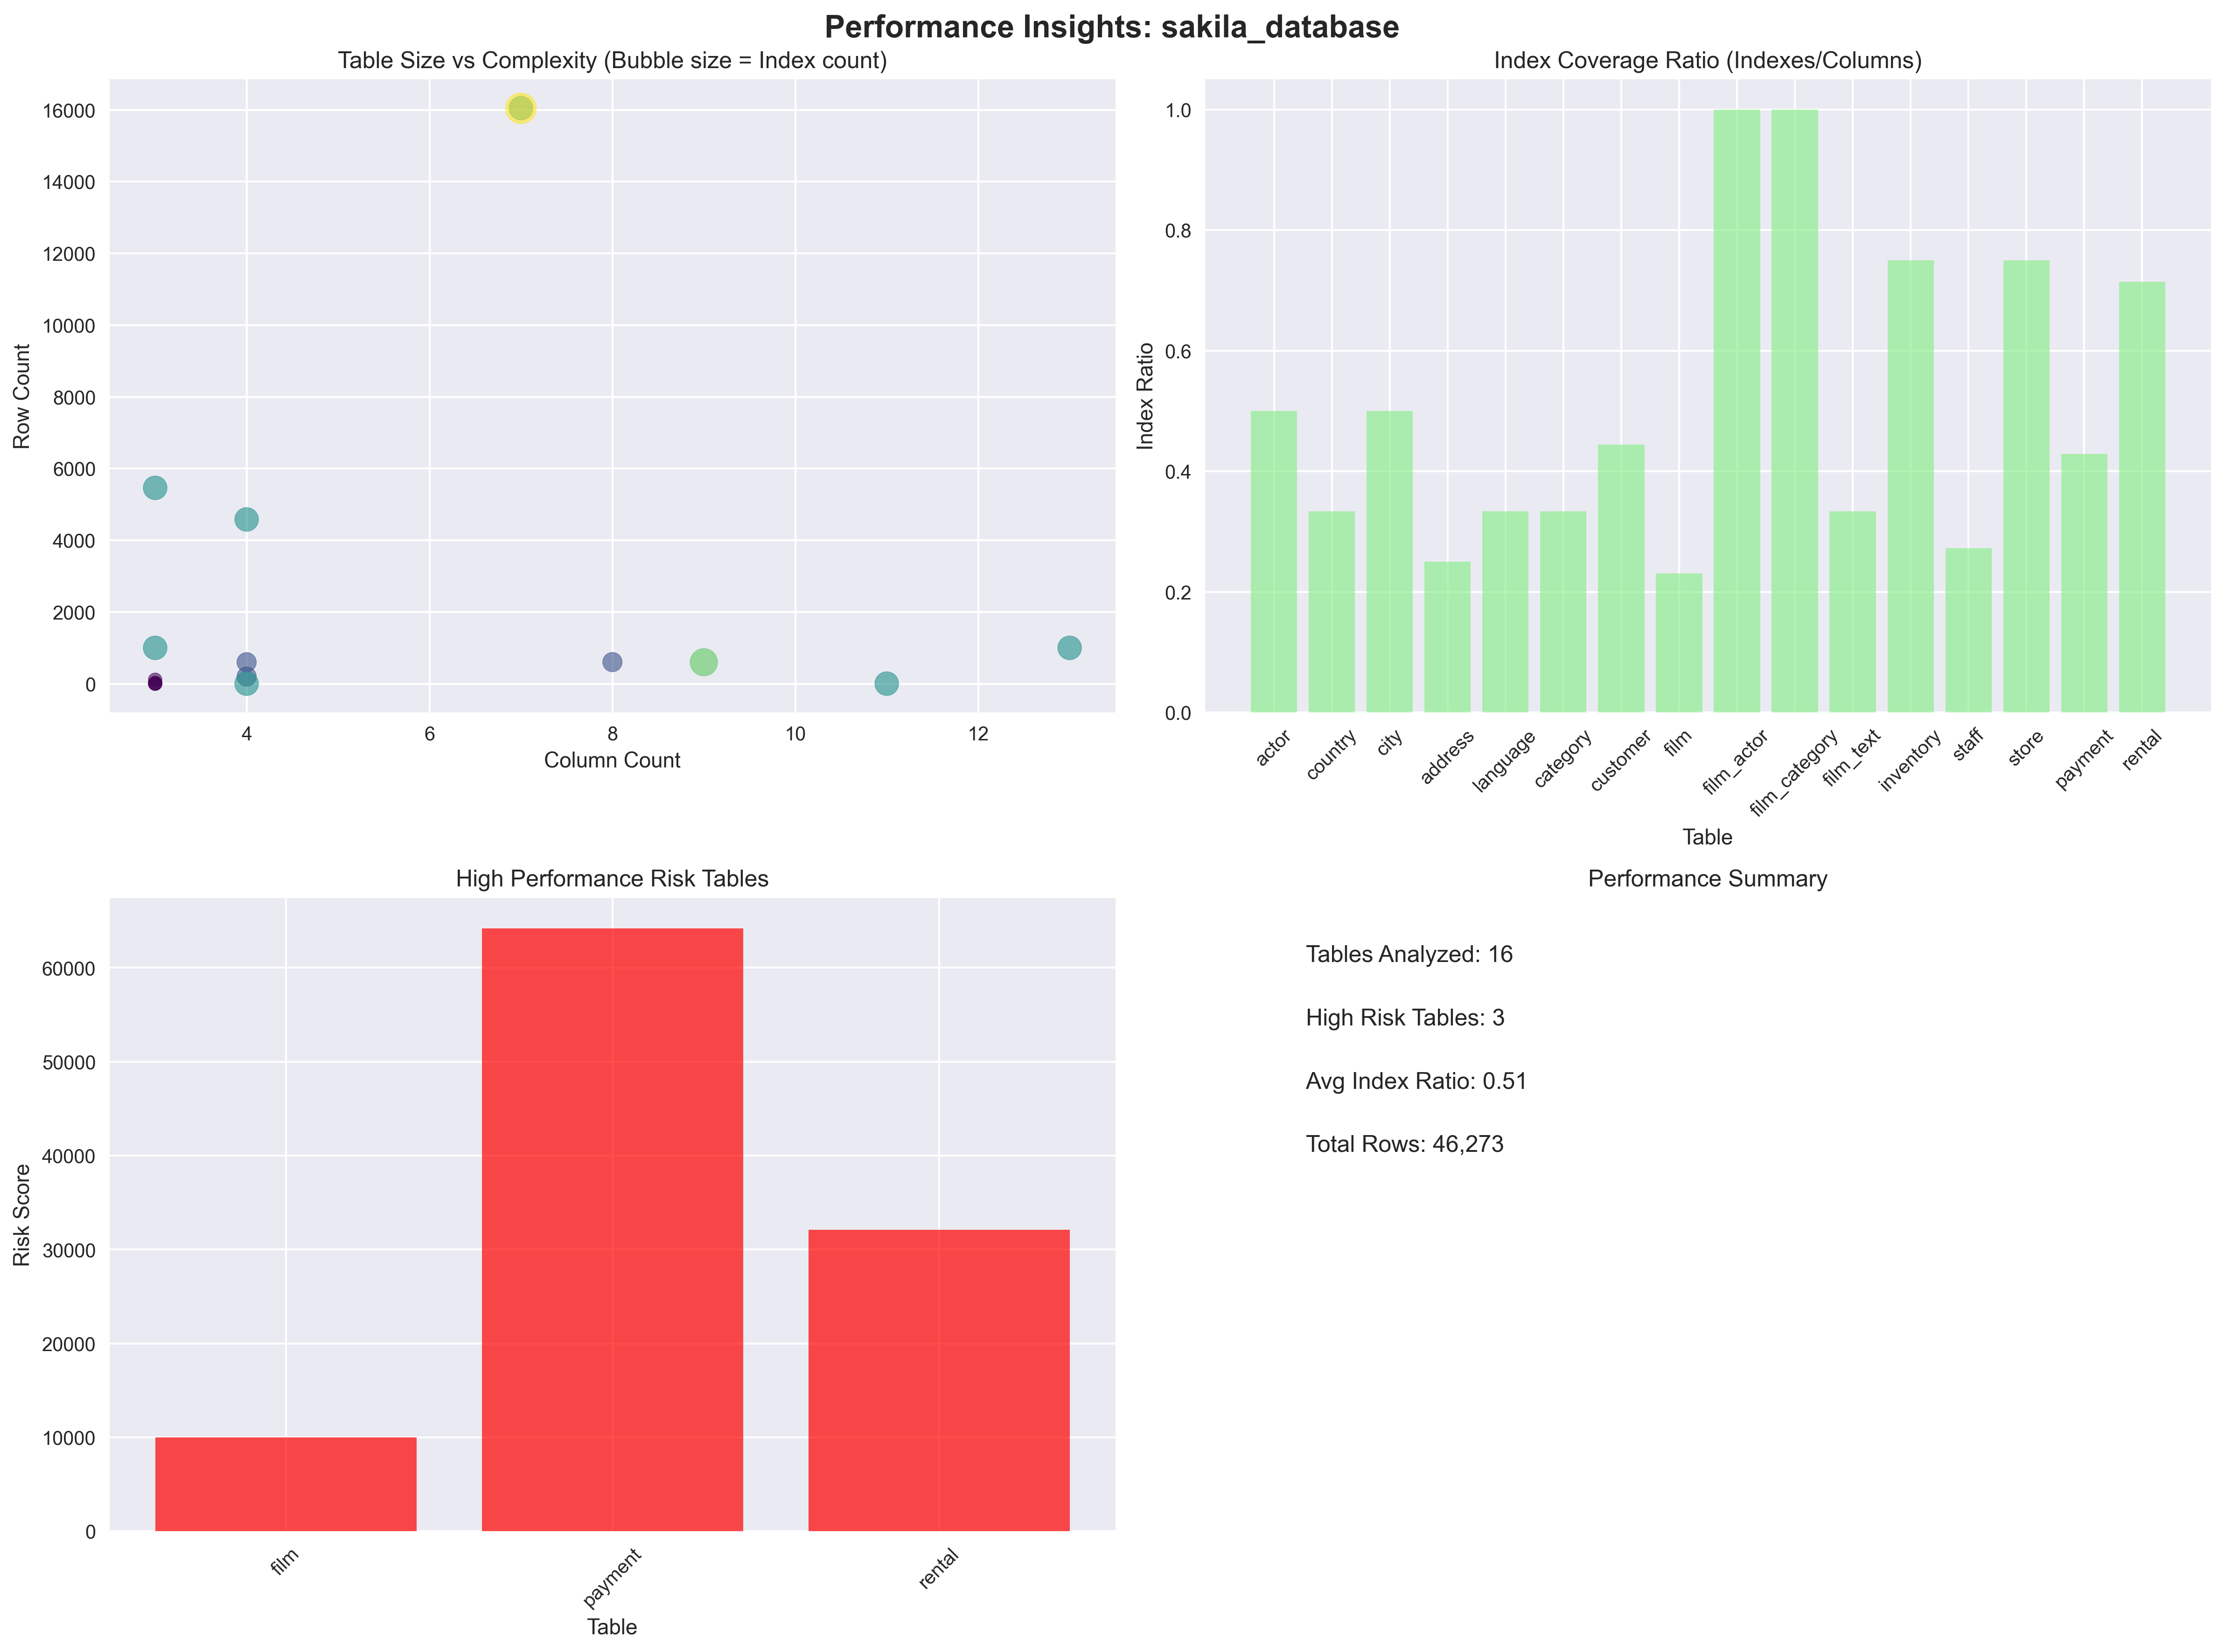 Performance Insights: sakila_database
Table Size vs Complexity (Bubble size = Index count)
16000
14000
12000
10000
8000
6000
4000
2000
0
Row Count
4
6
8
10
12
Column Count
Index Coverage Ratio (Indexes/Columns)
1.0
0.8
0.6
0.4
0.2
0.0
Index Ratio
actor
country
city
address
language
category
customer
film
film_actor
film_category
film_text
inventory
staff
store
payment
rental
Table
High Performance Risk Tables
60000
50000
40000
30000
20000
10000
0
Risk Score
film
payment
rental
Table
Performance Summary
Tables Analyzed: 16
High Risk Tables: 3
Avg Index Ratio: 0.51
Total Rows: 46,273